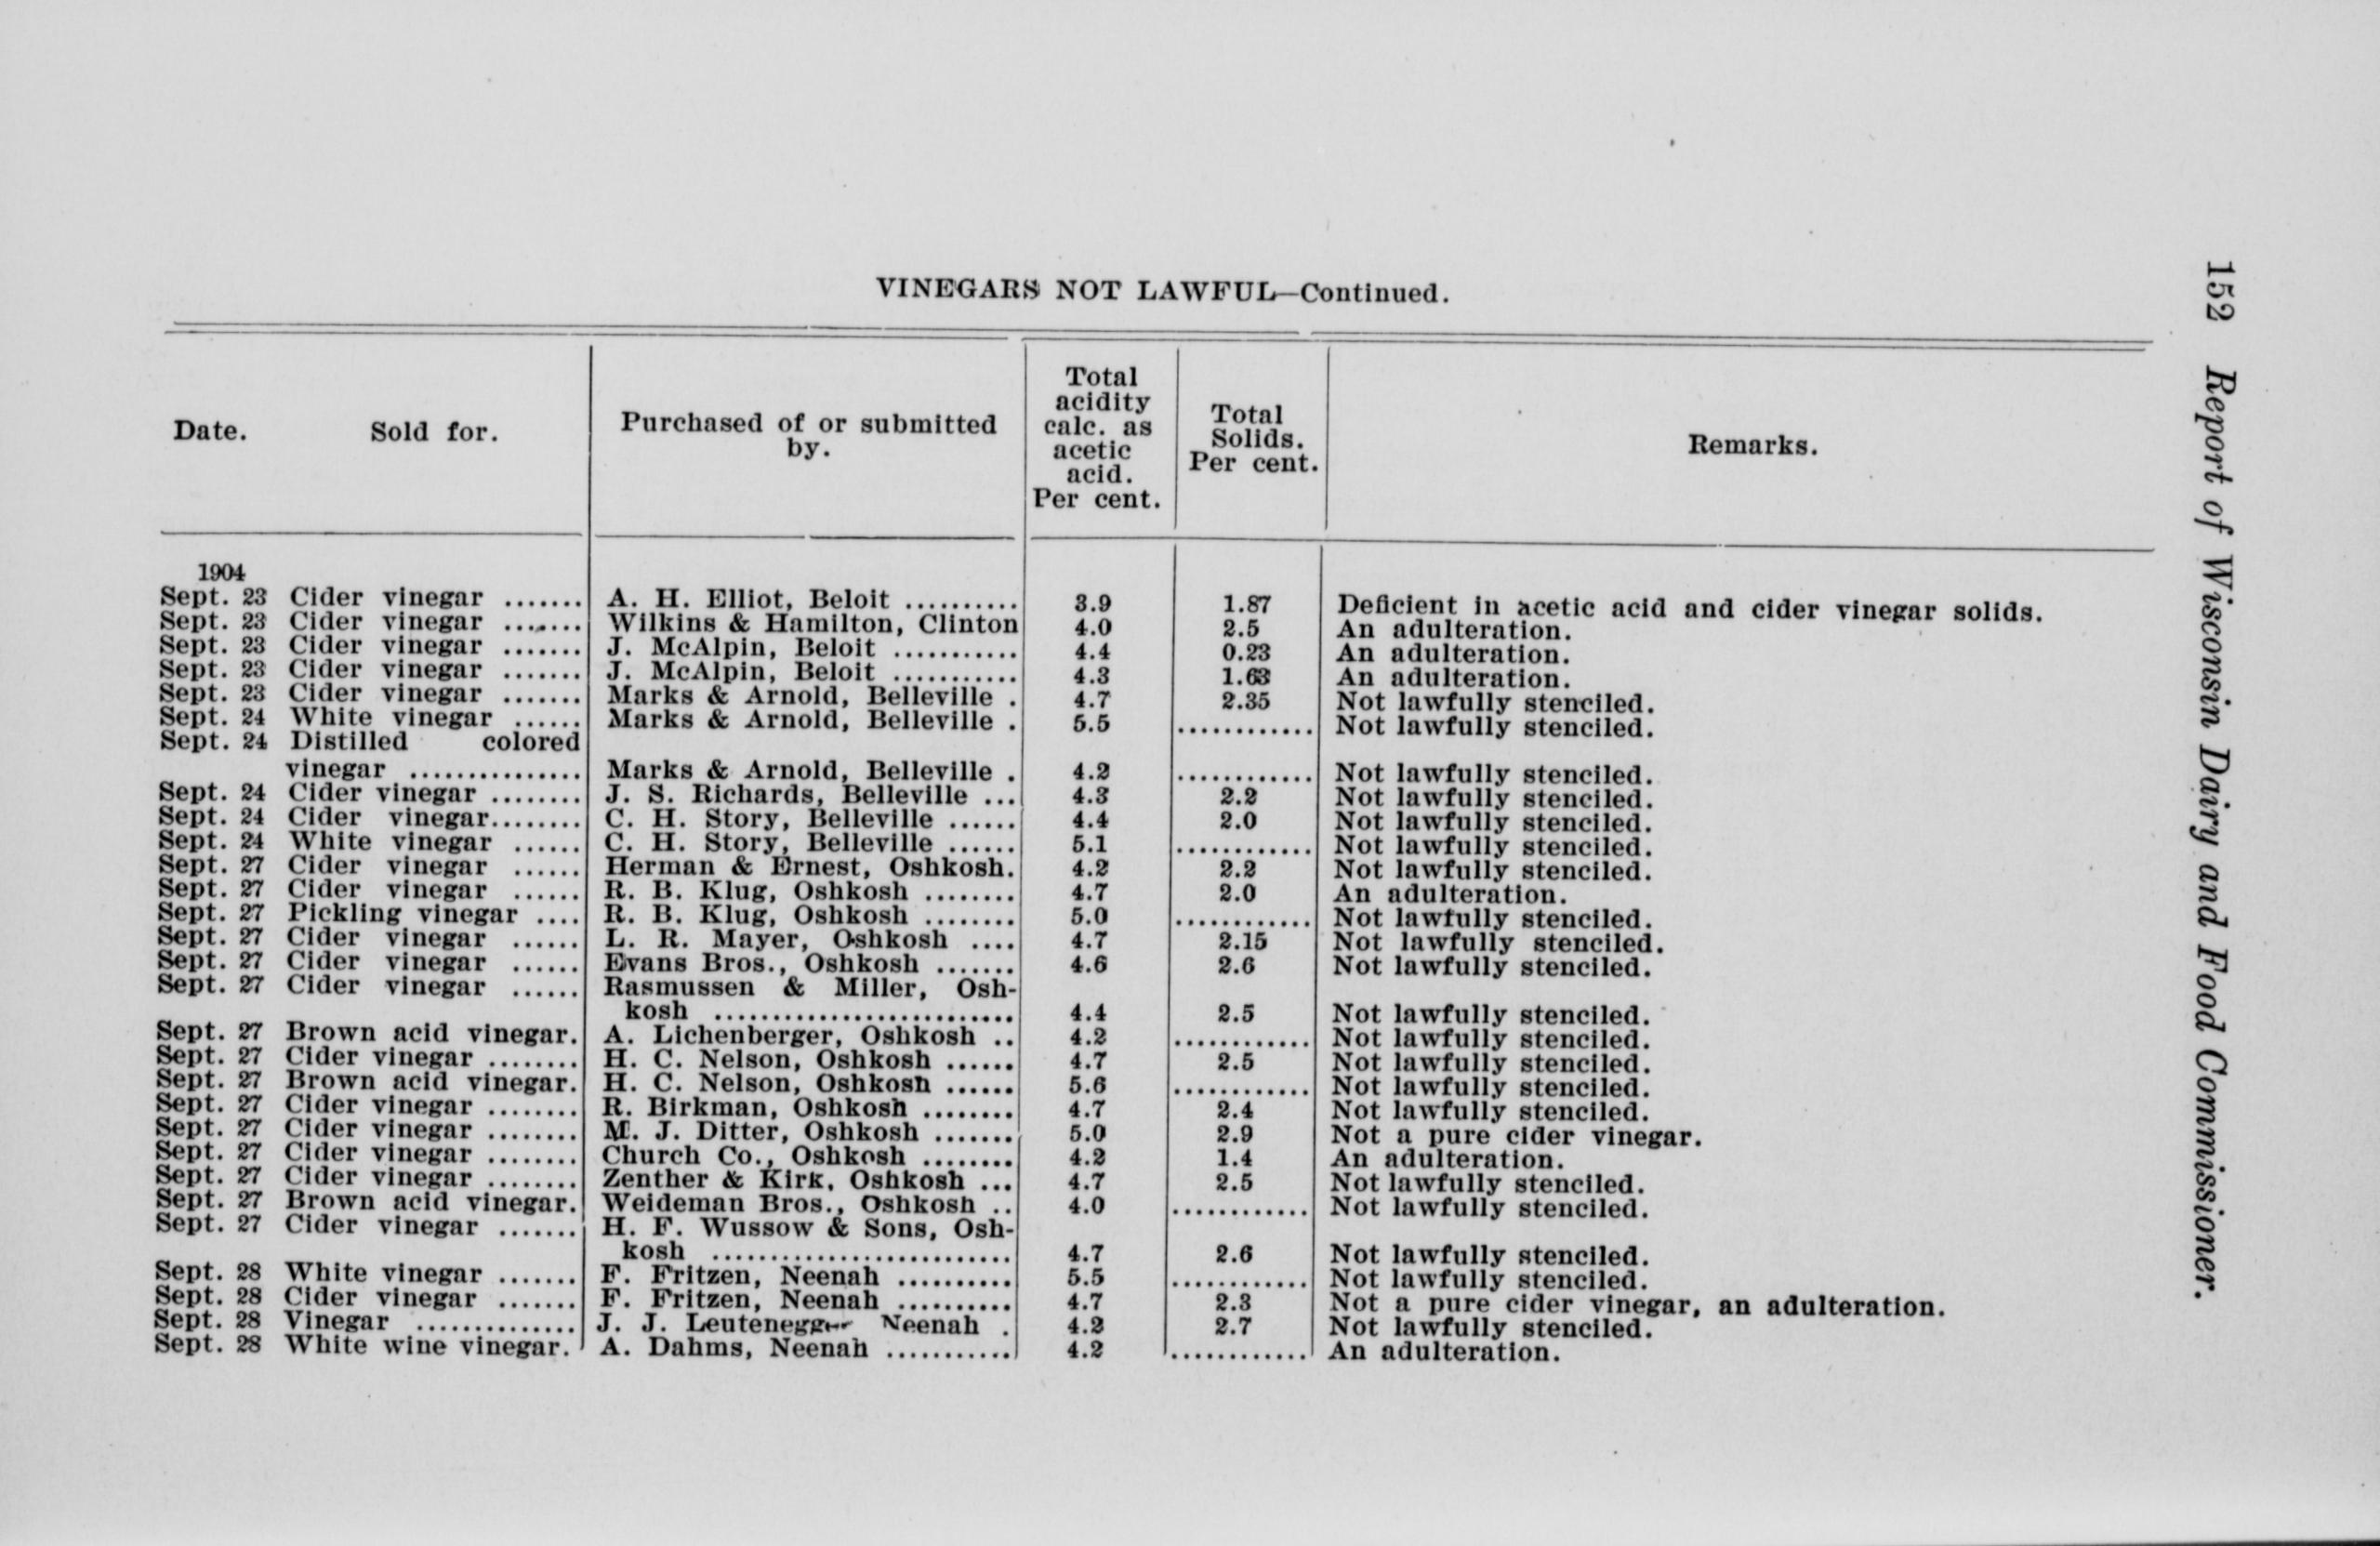 VINEGARS NOT LAWFUL—Continued.
Date. Sold for. Purchased of or submitted by. Total acidity calc. as acetic acid. Per cent. Total Solids. Per cent. Remarks.
1904
Sept. 23 Cider vinegar ....... A. H. Elliot, Beloit .......... 3.9 1.87 Deficient in acetic acid and cider vinegar solids.
Sept. 23 Cider vinegar ....... Wilkins & Hamilton, Clinton 4.0 2.5 An adulteration.
Sept. 23 Cider vinegar ....... J. McAlpin, Beloit ........... 4.4 0.23 An adulteration.
Sept. 23 Cider vinegar ....... J. McAlpin, Beloit ........... 4.3 1.63 An adulteration.
Sept. 23 Cider vinegar ....... Marks & Arnold, Belleville . 4.7 2.35 Not lawfully stenciled.
Sept. 24 White vinegar ...... Marks & Arnold, Belleville . 5.5 ............ Not lawfully stenciled.
Sept. 24 Distilled colored
vinegar ............... Marks & Arnold, Belleville . 4.2 ............ Not lawfully stenciled.
Sept. 24 Cider vinegar ........ J. S. Richards, Belleville ... 4.3 2.2 Not lawfully stenciled.
Sept. 24 Cider vinegar........ C. H. Story, Belleville ...... 4.4 2.0 Not lawfully stenciled.
Sept. 24 White vinegar ...... C. H. Story, Belleville ...... 5.1 ............ Not lawfully stenciled.
Sept. 27 Cider vinegar ...... Herman & Ernest, Oshkosh. 4.2 2.2 Not lawfully stenciled.
Sept. 27 Cider vinegar ...... R. B. Klug, Oshkosh ........ 4.7 2.0 An adulteration.
Sept. 27 Pickling vinegar .... R. B. Klug, Oshkosh ........ 5.0 ............ Not lawfully stenciled.
Sept. 27 Cider vinegar ...... L. R. Mayer, Oshkosh .... 4.7 2.15 Not lawfully stenciled.
Sept. 27 Cider vinegar ...... Evans Bros., Oshkosh ....... 4.6 2.6 Not lawfully stenciled.
Sept. 27 Cider vinegar ...... Rasmussen & Miller, Osh-
kosh .......................... 4.4 2.5 Not lawfully stenciled.
Sept. 27 Brown acid vinegar. A. Lichenberger, Oshkosh .. 4.2 ............ Not lawfully stenciled.
Sept. 27 Cider vinegar ........ H. C. Nelson, Oshkosh ...... 4.7 2.5 Not lawfully stenciled.
Sept. 27 Brown acid vinegar. H. C. Nelson, Oshkosh ...... 5.6 ............ Not lawfully stenciled.
Sept. 27 Cider vinegar ........ R. Birkman, Oshkosh ........ 4.7 2.4 Not lawfully stenciled.
Sept. 27 Cider vinegar ........ M. J. Ditter, Oshkosh ....... 5.0 2.9 Not a pure cider vinegar.
Sept. 27 Cider vinegar ........ Church Co., Oshkosh ........ 4.2 1.4 An adulteration.
Sept. 27 Cider vinegar ........ Zenther & Kirk, Oshkosh ... 4.7 2.5 Not lawfully stenciled.
Sept. 27 Brown acid vinegar. Weideman Bros., Oshkosh .. 4.0 ............ Not lawfully stenciled.
Sept. 27 Cider vinegar ....... H. F. Wussow & Sons, Osh-
kosh .......................... 4.7 2.6 Not lawfully stenciled.
Sept. 28 White vinegar ....... F. Fritzen, Neenah .......... 5.5 ............ Not lawfully stenciled.
Sept. 28 Cider vinegar ....... F. Fritzen, Neenah .......... 4.7 2.3 Not a pure cider vinegar, an adulteration.
Sept. 28 Vinegar .............. J. J. Neenah . 4.2 2.7 Not lawfully stenciled.
Sept. 28 White wine vinegar. A. Dahms, Neenah ........... 4.2 ............ An adulteration.
152 Report of Wisconsin Dairy and Food Commissioner.